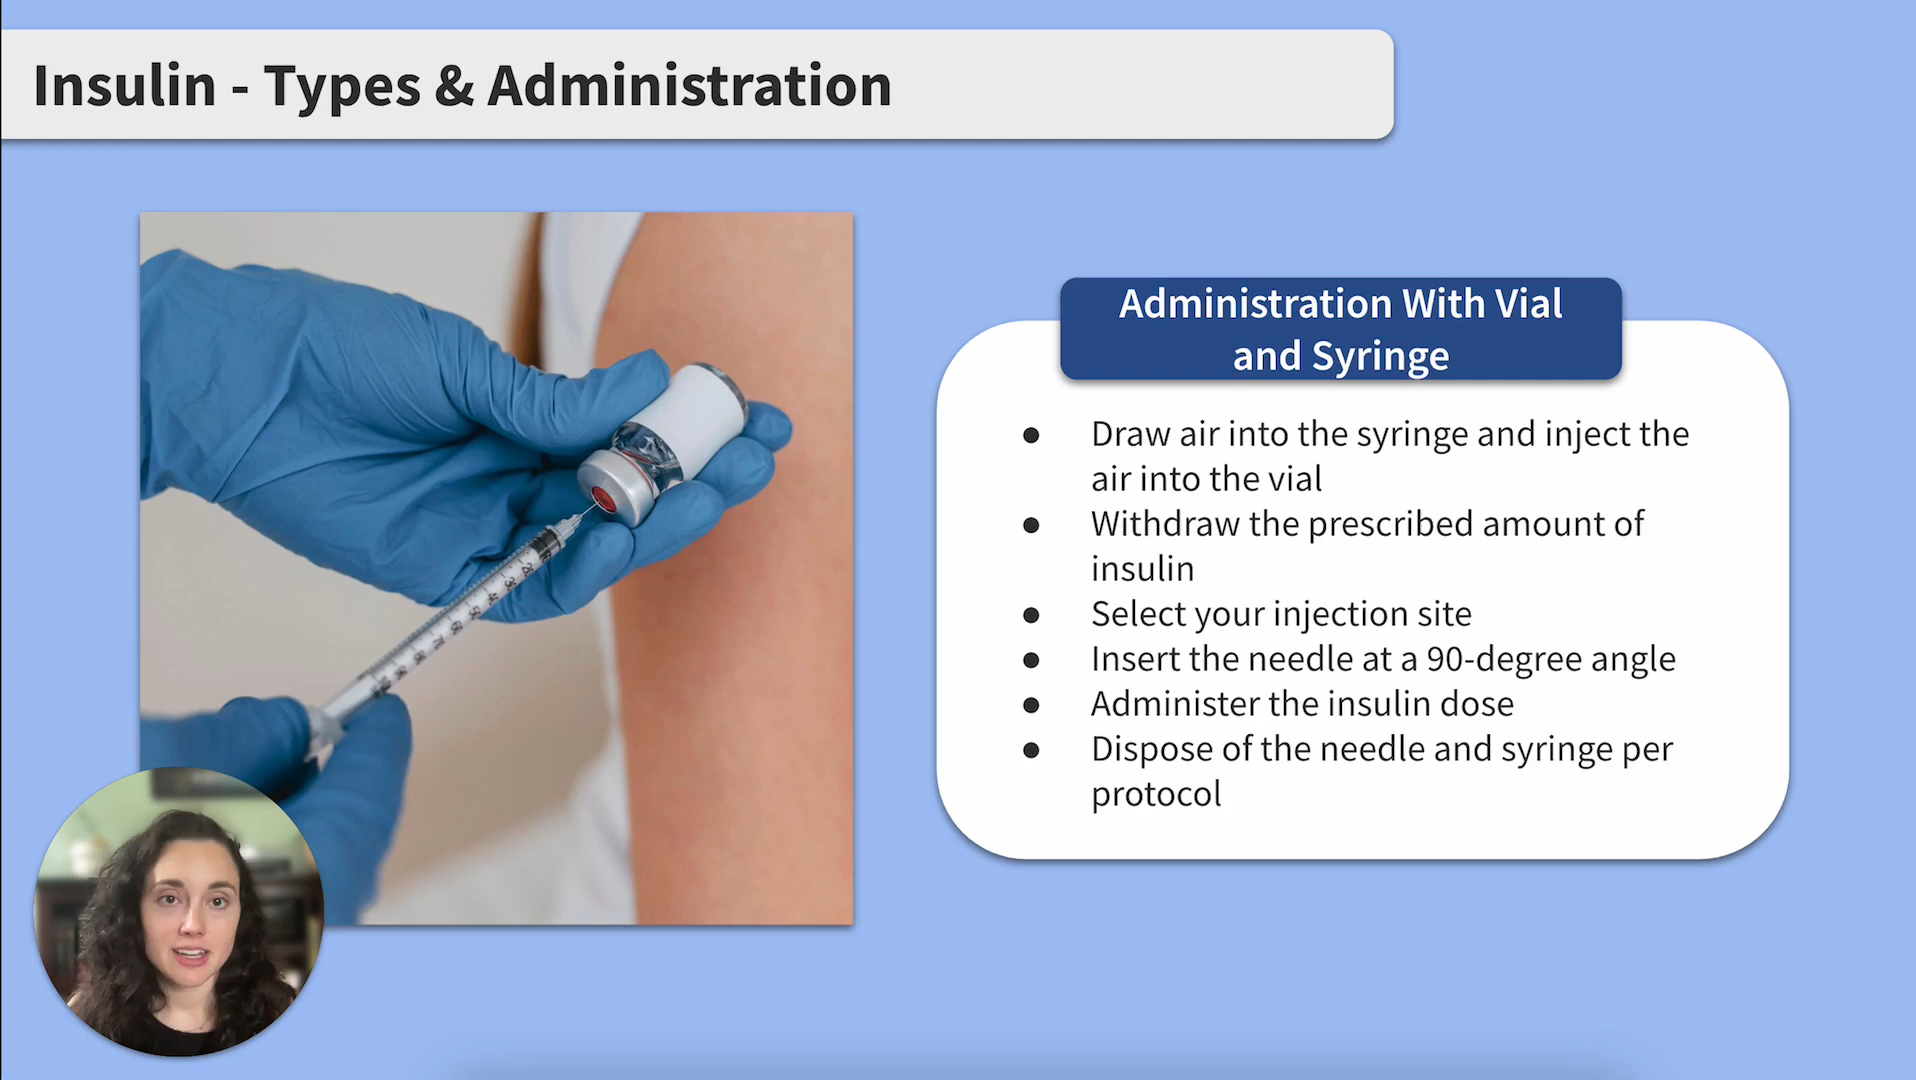 Insulin - Types & Administration
Administration With Vial
and Syringe
● Draw air into the syringe and inject the
air into the vial
● Withdraw the prescribed amount of
insulin
● Select your injection site
● Insert the needle at a 90-degree angle
● Administer the insulin dose
● Dispose of the needle and syringe per
protocol